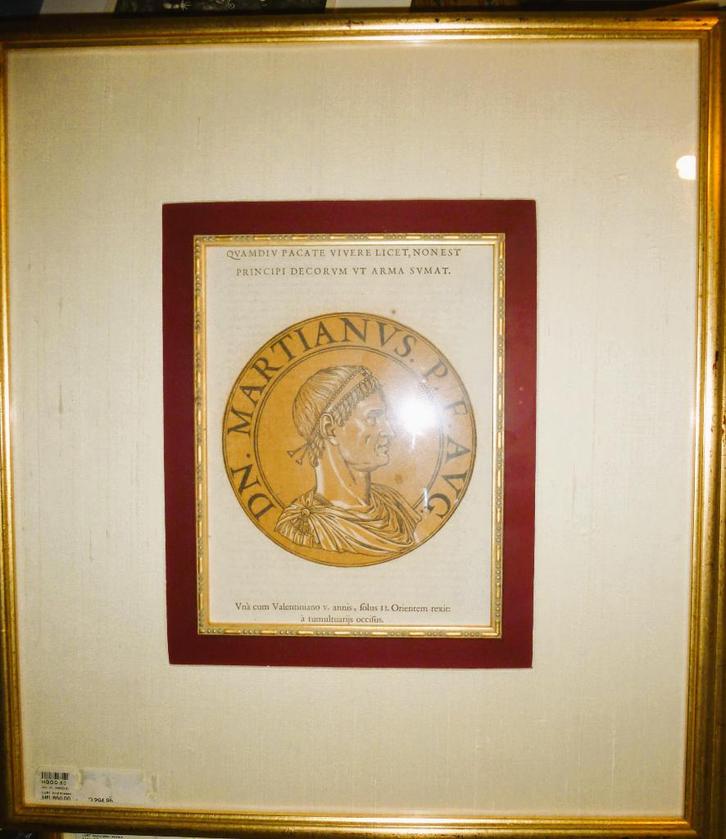 QVAMDIV PACATE VIVERE LICET, NON EST
PRINCIPI DECORVM VT ARMA SVMAT.
DN. MARTIANVS. P. F. AVG
Vnà cum Valentiniano v. annis, solus II. Orientem rexit:
à tumultuarijs occisus.